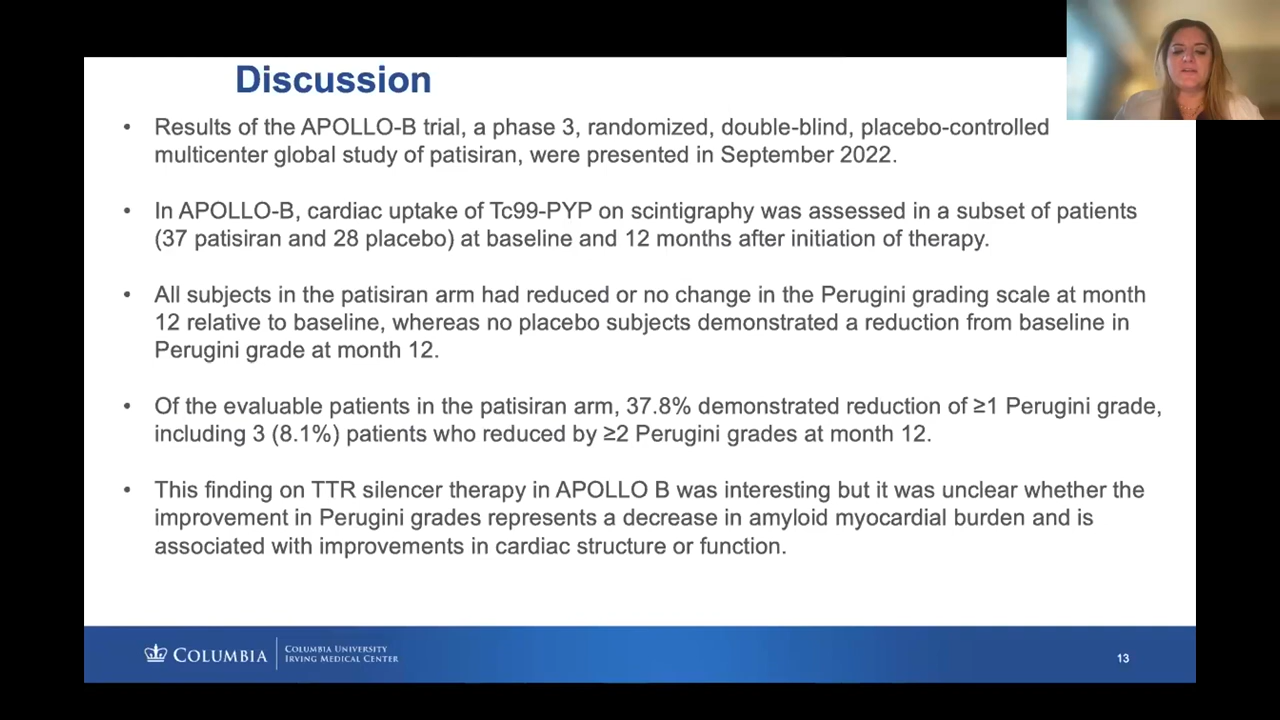 Discussion
• Results of the APOLLO-B trial, a phase 3, randomized, double-blind, placebo-controlled
multicenter global study of patisiran, were presented in September 2022.
• In APOLLO-B, cardiac uptake of Tc99-PYP on scintigraphy was assessed in a subset of patients
(37 patisiran and 28 placebo) at baseline and 12 months after initiation of therapy.
• All subjects in the patisiran arm had reduced or no change in the Perugini grading scale at month
12 relative to baseline, whereas no placebo subjects demonstrated a reduction from baseline in
Perugini grade at month 12.
• Of the evaluable patients in the patisiran arm, 37.8% demonstrated reduction of ≥1 Perugini grade,
including 3 (8.1%) patients who reduced by ≥2 Perugini grades at month 12.
• This finding on TTR silencer therapy in APOLLO B was interesting but it was unclear whether the
improvement in Perugini grades represents a decrease in amyloid myocardial burden and is
associated with improvements in cardiac structure or function.
COLUMBIA
COLUMBIA UNIVERSITY
IRVING MEDICAL CENTER
13